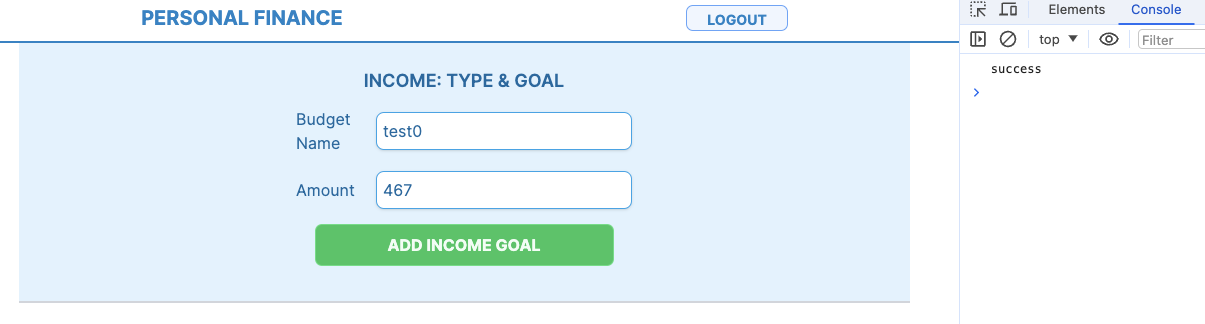 PERSONAL FINANCE
LOGOUT
INCOME: TYPE & GOAL
Budget
Name
test0
Amount
467
ADD INCOME GOAL
Elements
Console
top
Filter
success